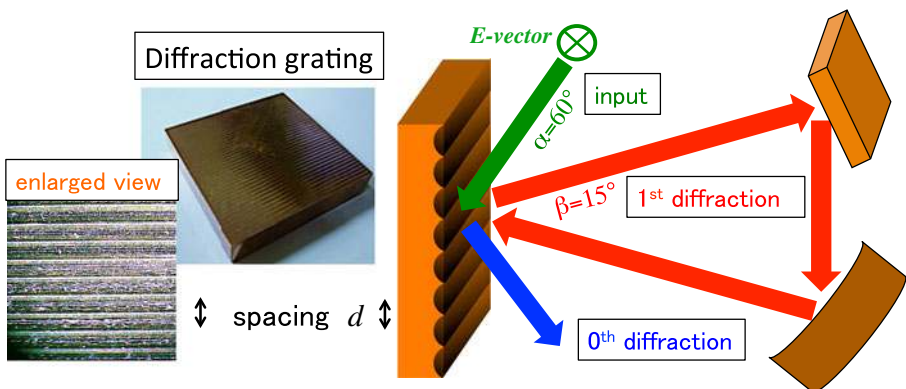 E-vector
Diffraction grating
input
α=60°
enlarged view
β=15°
1st diffraction
spacing d
0th diffraction